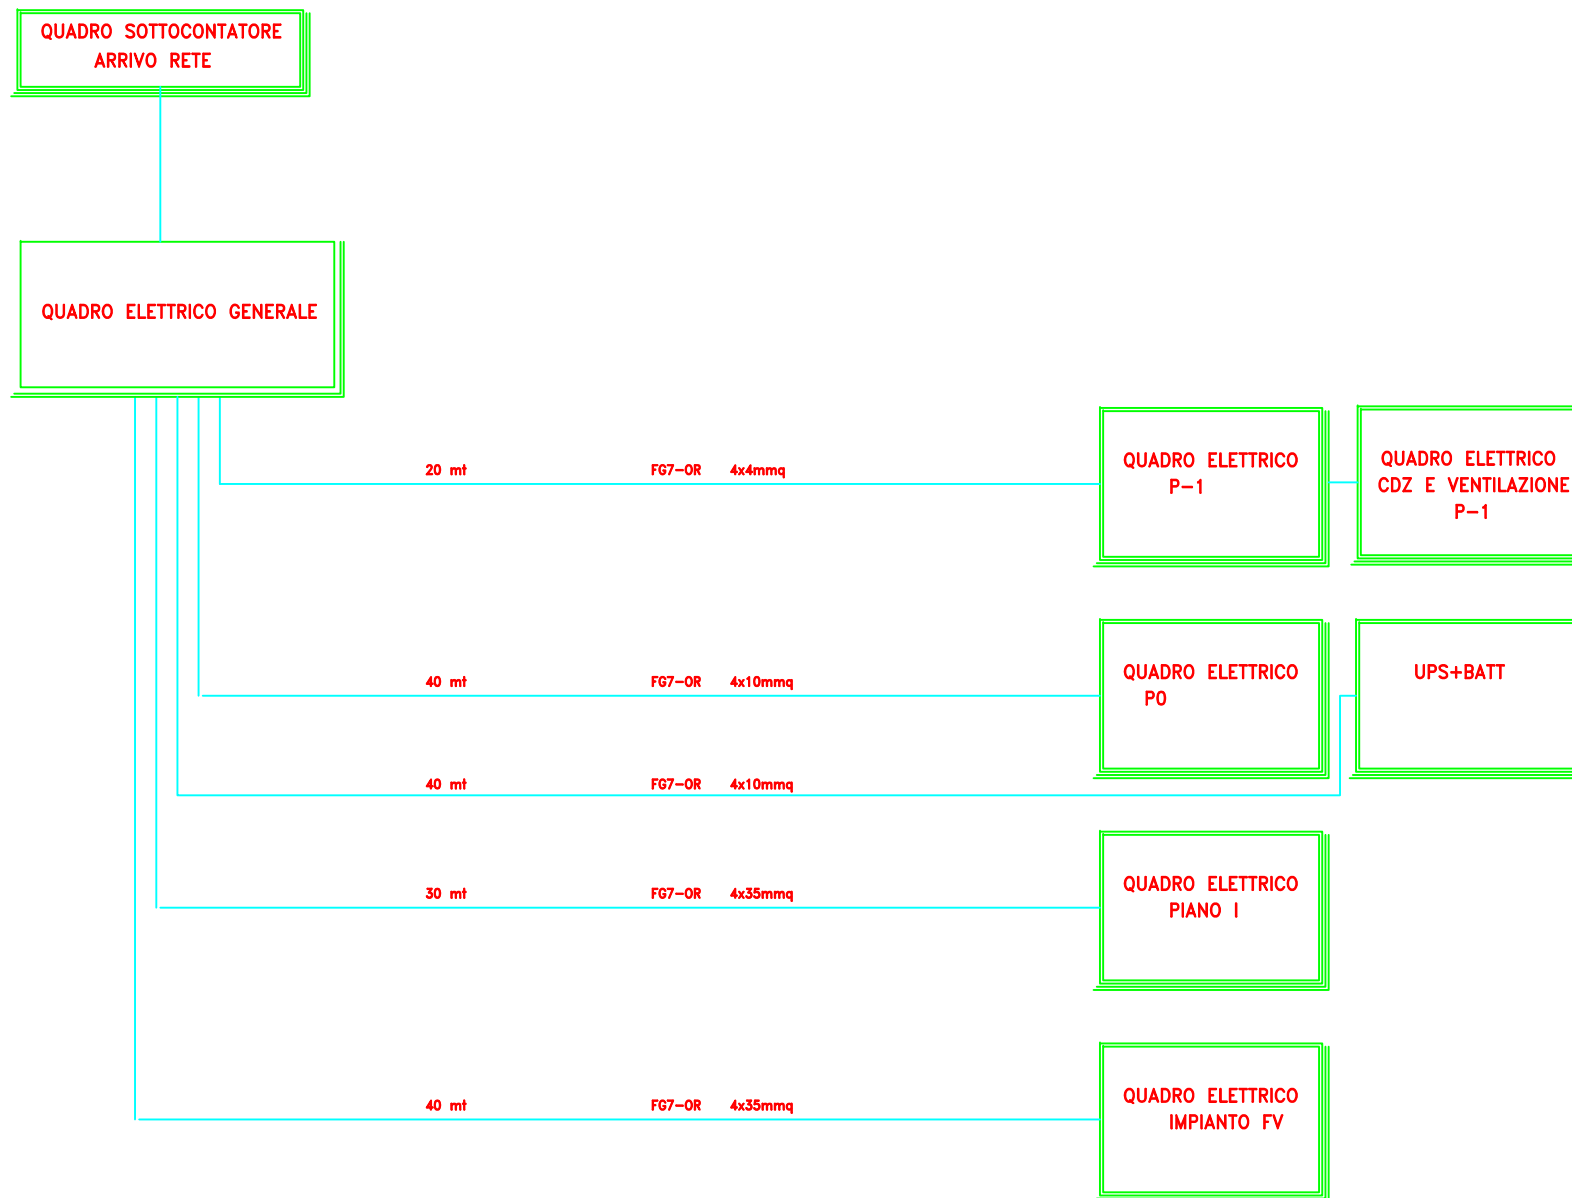 QUADRO SOTTOCONTATORE
ARRIVO RETE
QUADRO ELETTRICO GENERALE
20 mt FG7-OR 4x4mmq
QUADRO ELETTRICO
P-1
QUADRO ELETTRICO
CDZ E VENTILAZIONE
P-1
40 mt FG7-OR 4x10mmq
QUADRO ELETTRICO
P0
UPS+BATT
40 mt FG7-OR 4x10mmq
30 mt FG7-OR 4x35mmq
QUADRO ELETTRICO
PIANO I
40 mt FG7-OR 4x35mmq
QUADRO ELETTRICO
IMPIANTO FV